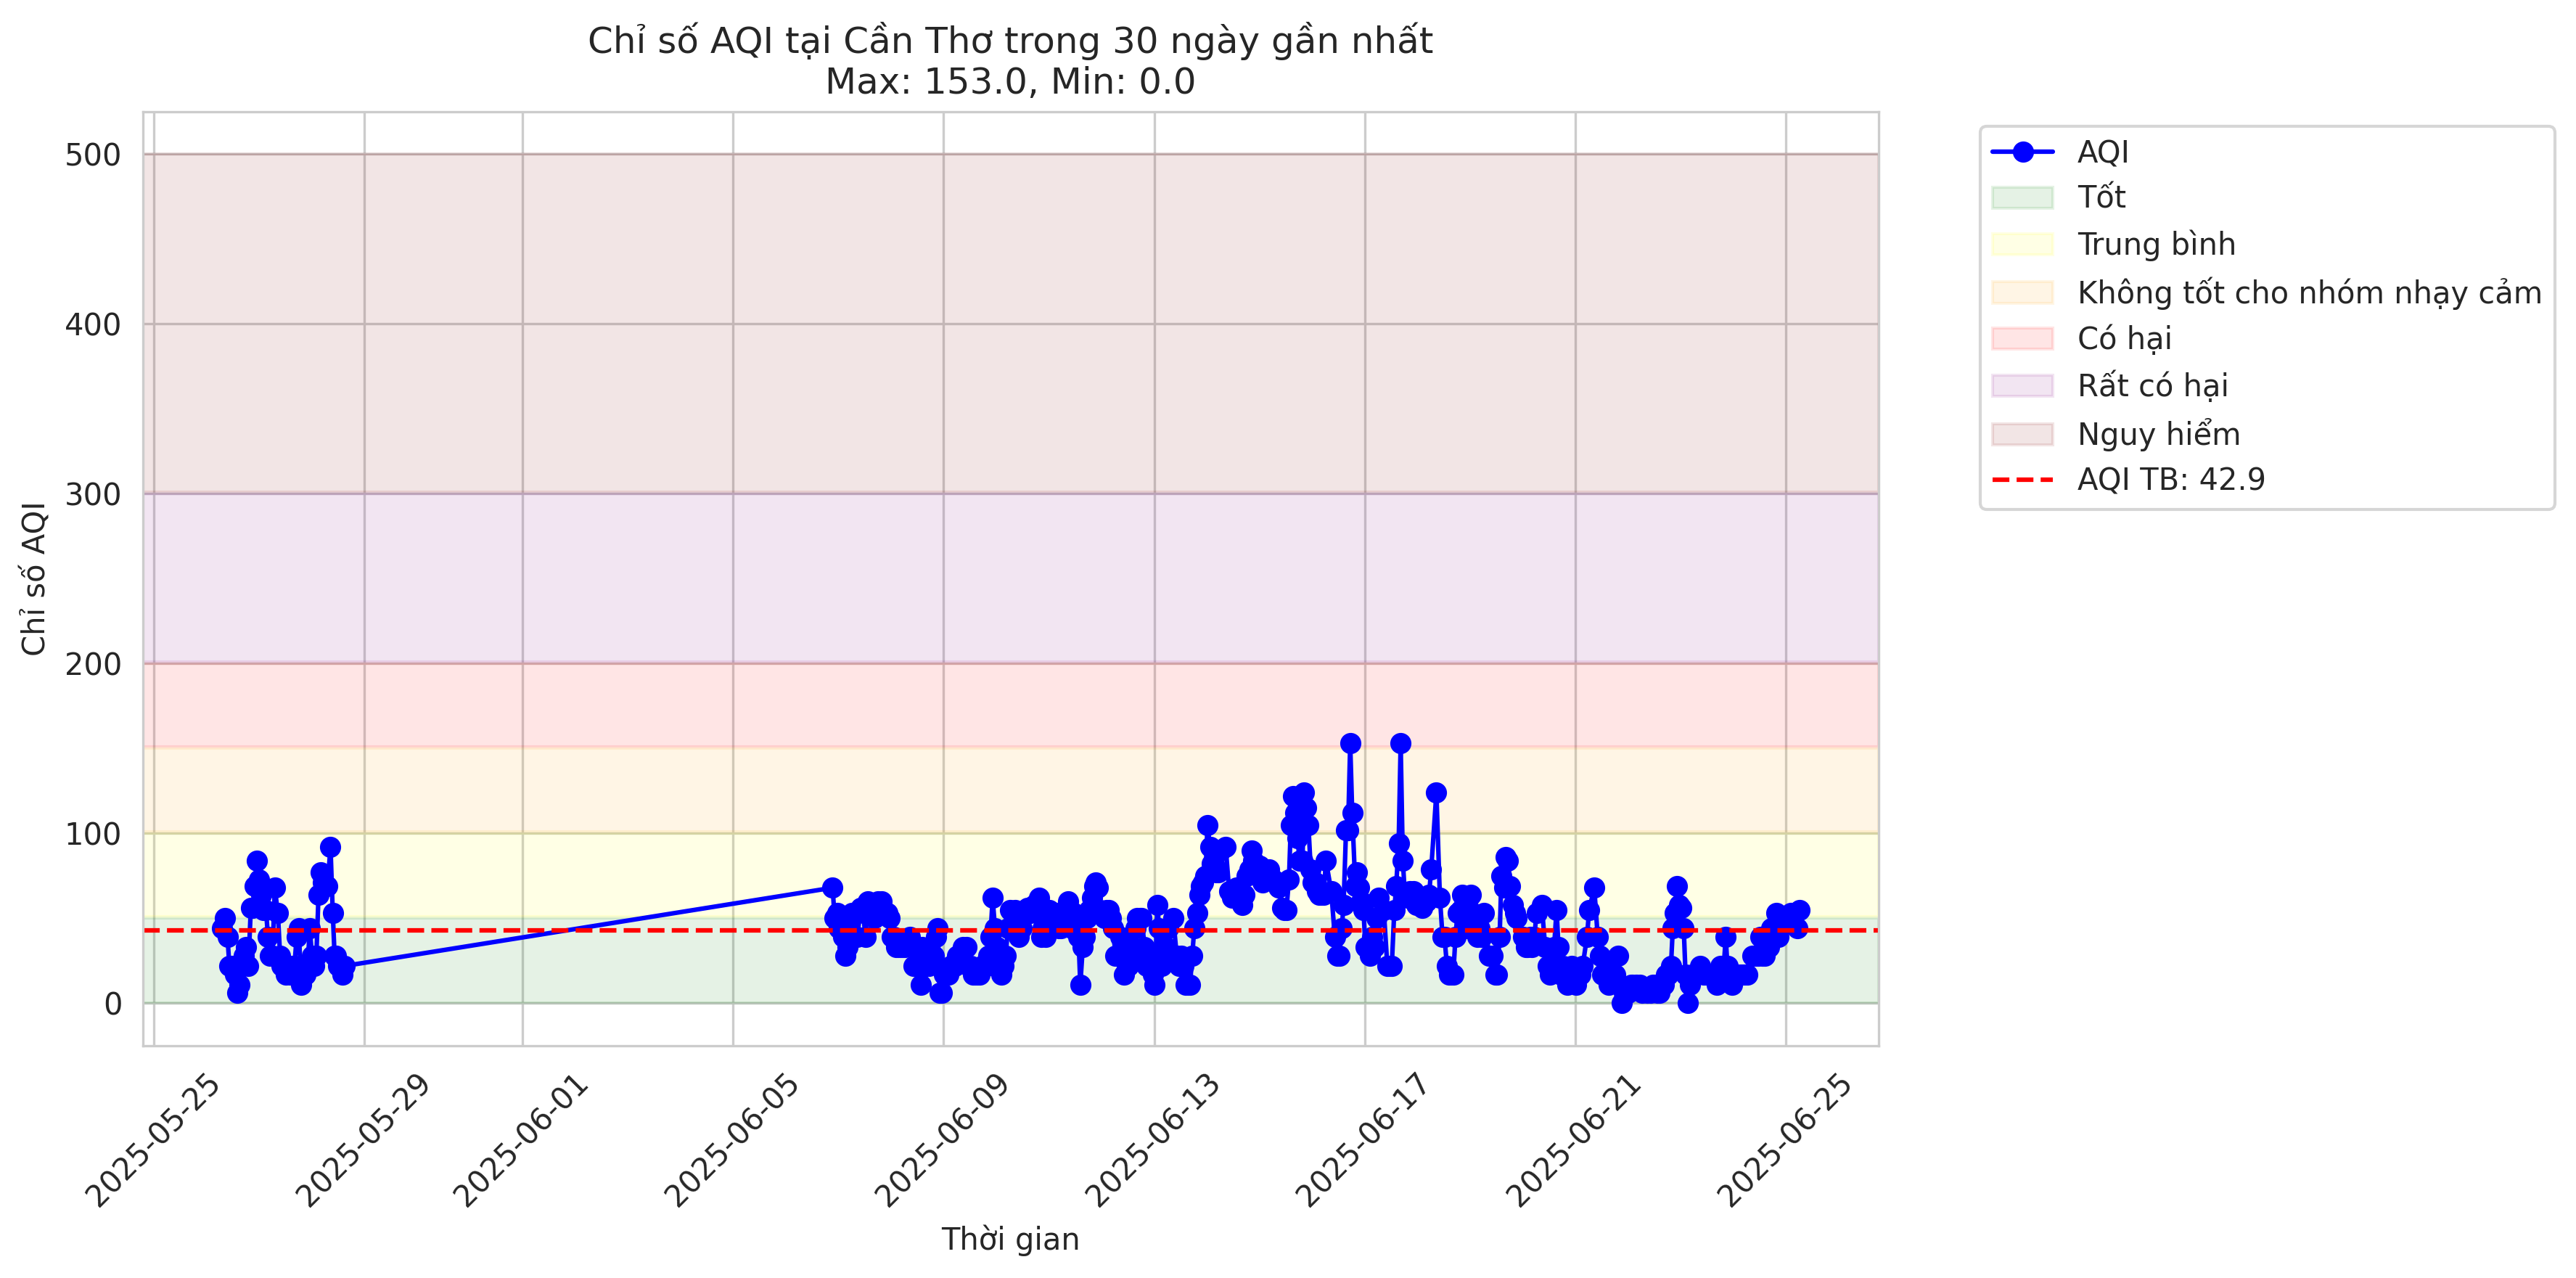 Chỉ số AQI tại Cần Thơ trong 30 ngày gần nhất
Max: 153.0, Min: 0.0
Chỉ số AQI
500
400
300
200
100
0
2025-05-25
2025-05-29
2025-06-01
2025-06-05
2025-06-09
2025-06-13
2025-06-17
2025-06-21
2025-06-25
Thời gian
AQI
Tốt
Trung bình
Không tốt cho nhóm nhạy cảm
Có hại
Rất có hại
Nguy hiểm
AQI TB: 42.9